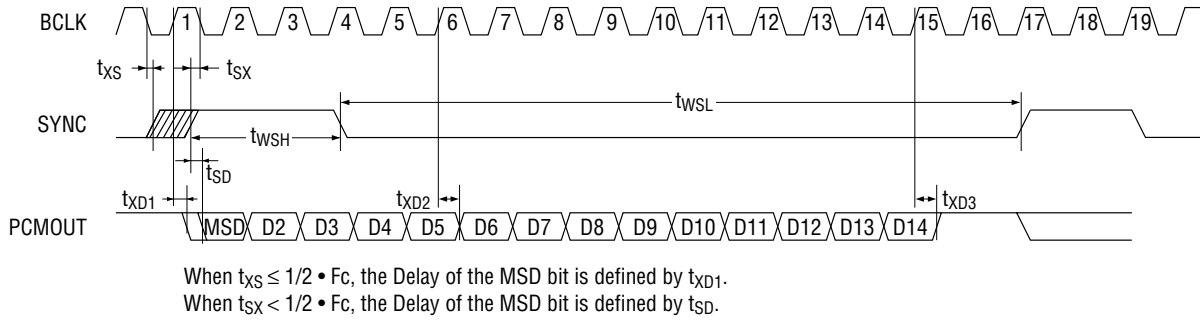 BCLK 1 2 3 4 5 6 7 8 9 10 11 12 13 14 15 16 17 18 19
tXS tSX
tWSL
SYNC
tWSH
tSD
tXD1 tXD2 tXD3
PCMOUT MSD D2 D3 D4 D5 D6 D7 D8 D9 D10 D11 D12 D13 D14
When tXS ≤ 1/2 • Fc, the Delay of the MSD bit is defined by tXD1.
When tSX < 1/2 • Fc, the Delay of the MSD bit is defined by tSD.